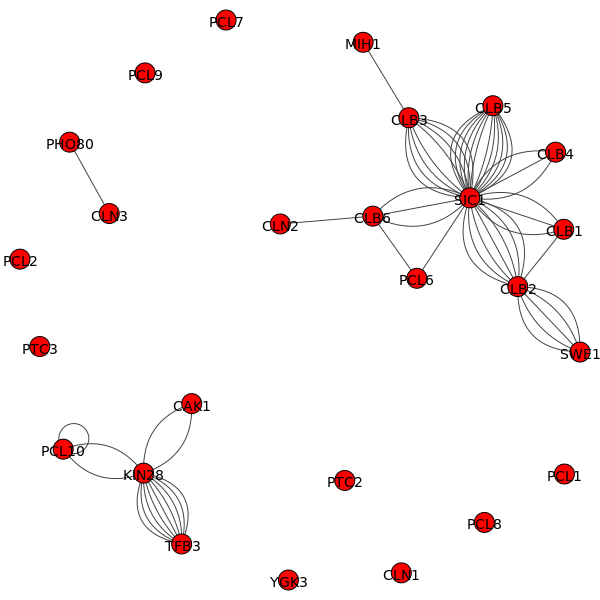 PCL7
MIH1
PCL9
CLB5
CLB3
PHO80
CLB4
SIC1
CLN3
CLB6
CLN2
CLB1
PCL2
PCL6
CLB2
PTC3
SWE1
CAK1
PCL10
KIN28
PTC2
PCL1
PCL8
TFB3
CLN1
YGK3